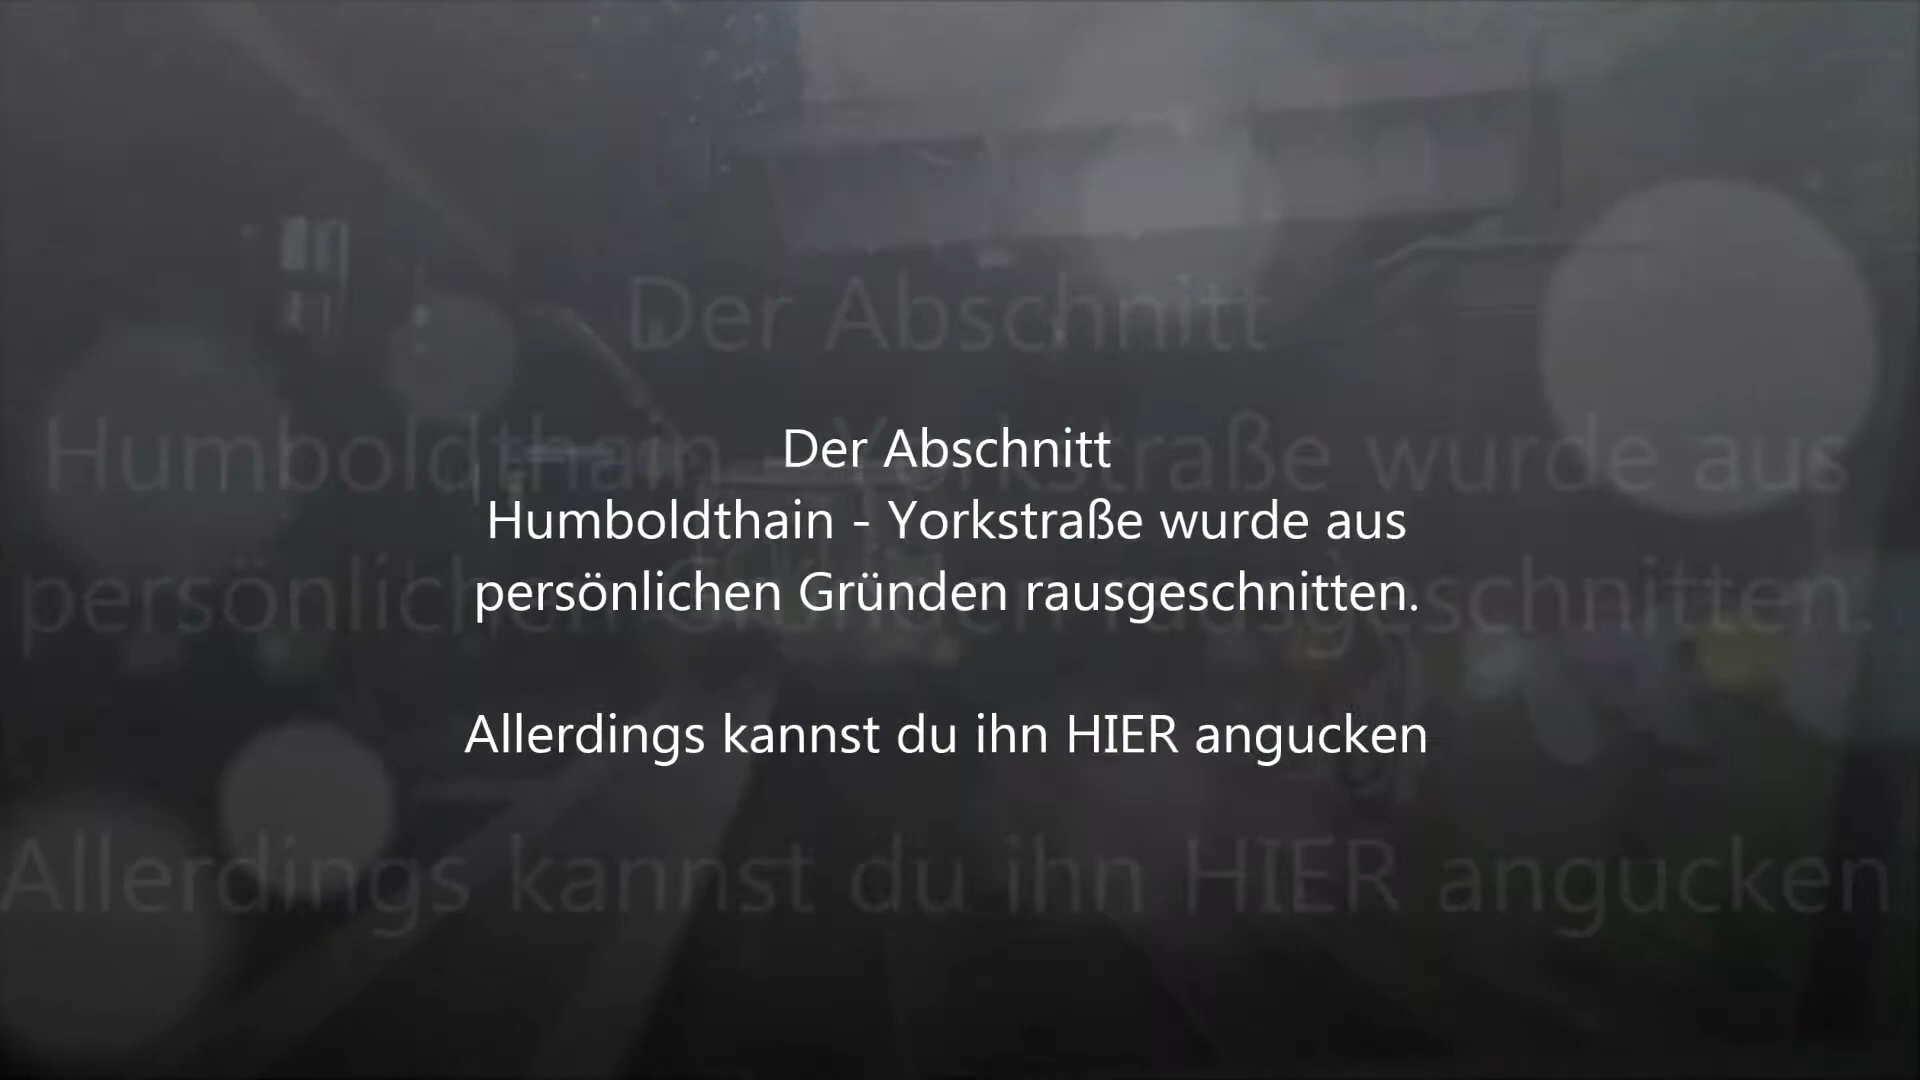 Der Abschnitt
Humboldthain - Yorkstraße wurde aus
persönlichen Gründen rausgeschnitten.
Allerdings kannst du ihn HIER angucken